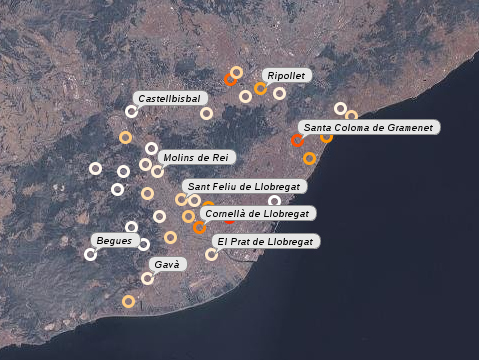 Ripollet
Castellbisbal
Santa Coloma de Gramenet
Molins de Rei
Sant Feliu de Llobregat
Cornellà de Llobregat
Begues
El Prat de Llobregat
Gavà